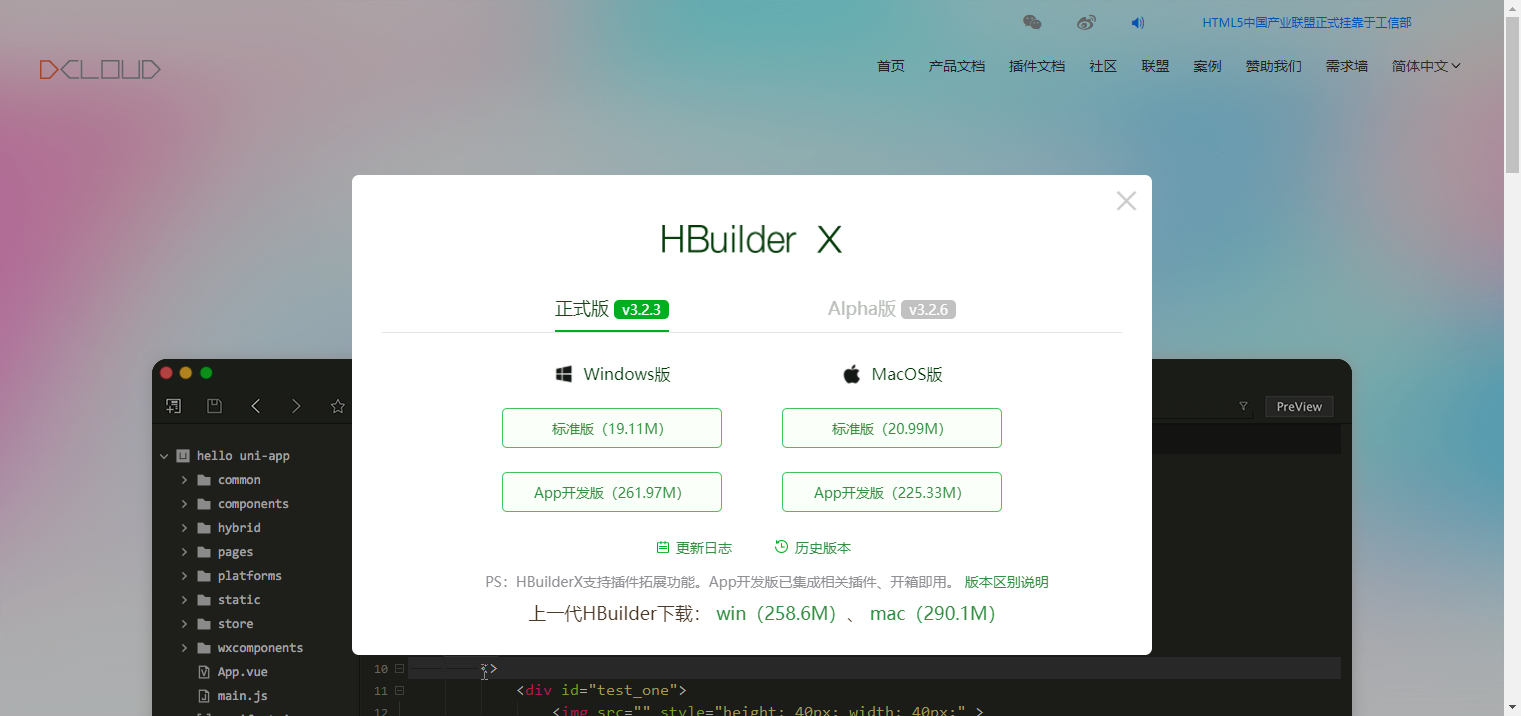 HTML5中国产业联盟正式挂靠于工信部
DCLOUD
首页 产品文档 插件文档 社区 联盟 案例 赞助我们 需求墙 简体中文
HBuilder X
正式版 v3.2.3 Alpha版 v3.2.6
Windows版 MacOS版
标准版（19.11M） 标准版（20.99M）
App开发版（261.97M） App开发版（225.33M）
更新日志 历史版本
PS：HBuilderX支持插件拓展功能。App开发版已集成相关插件、开箱即用。 版本区别说明
上一代HBuilder下载： win（258.6M）、 mac（290.1M）
PreView
hello uni-app
common
components
hybrid
pages
platforms
static
store
wxcomponents
App.vue
main.js
10 <>
11 <div id="test_one">
12 <img src="" style="height: 40px; width: 40px;" >